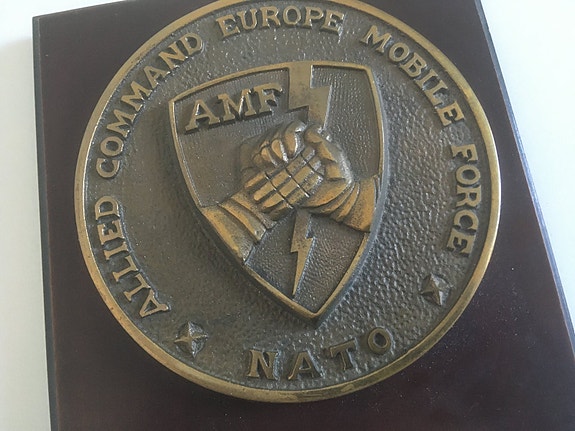 ALLIED COMMAND EUROPE MOBILE FORCE
AMF
NATO